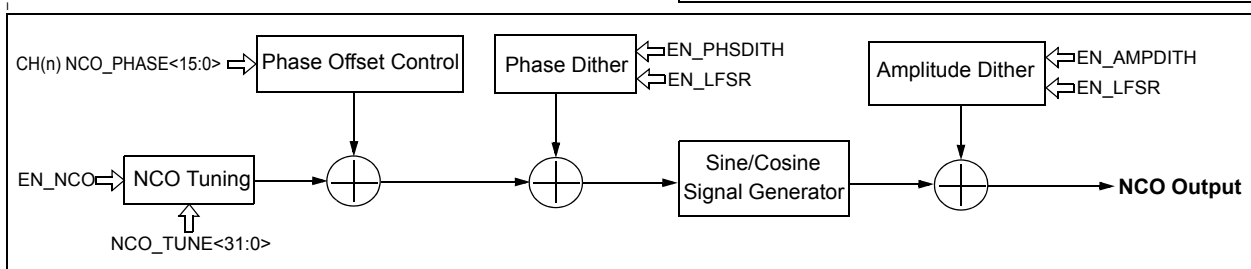 CH(n) NCO_PHASE<15:0>
Phase Offset Control
Phase Dither
EN_PHSDITH
EN_LFSR
Amplitude Dither
EN_AMPDITH
EN_LFSR
EN_NCO
NCO Tuning
NCO_TUNE<31:0>
Sine/Cosine
Signal Generator
NCO Output